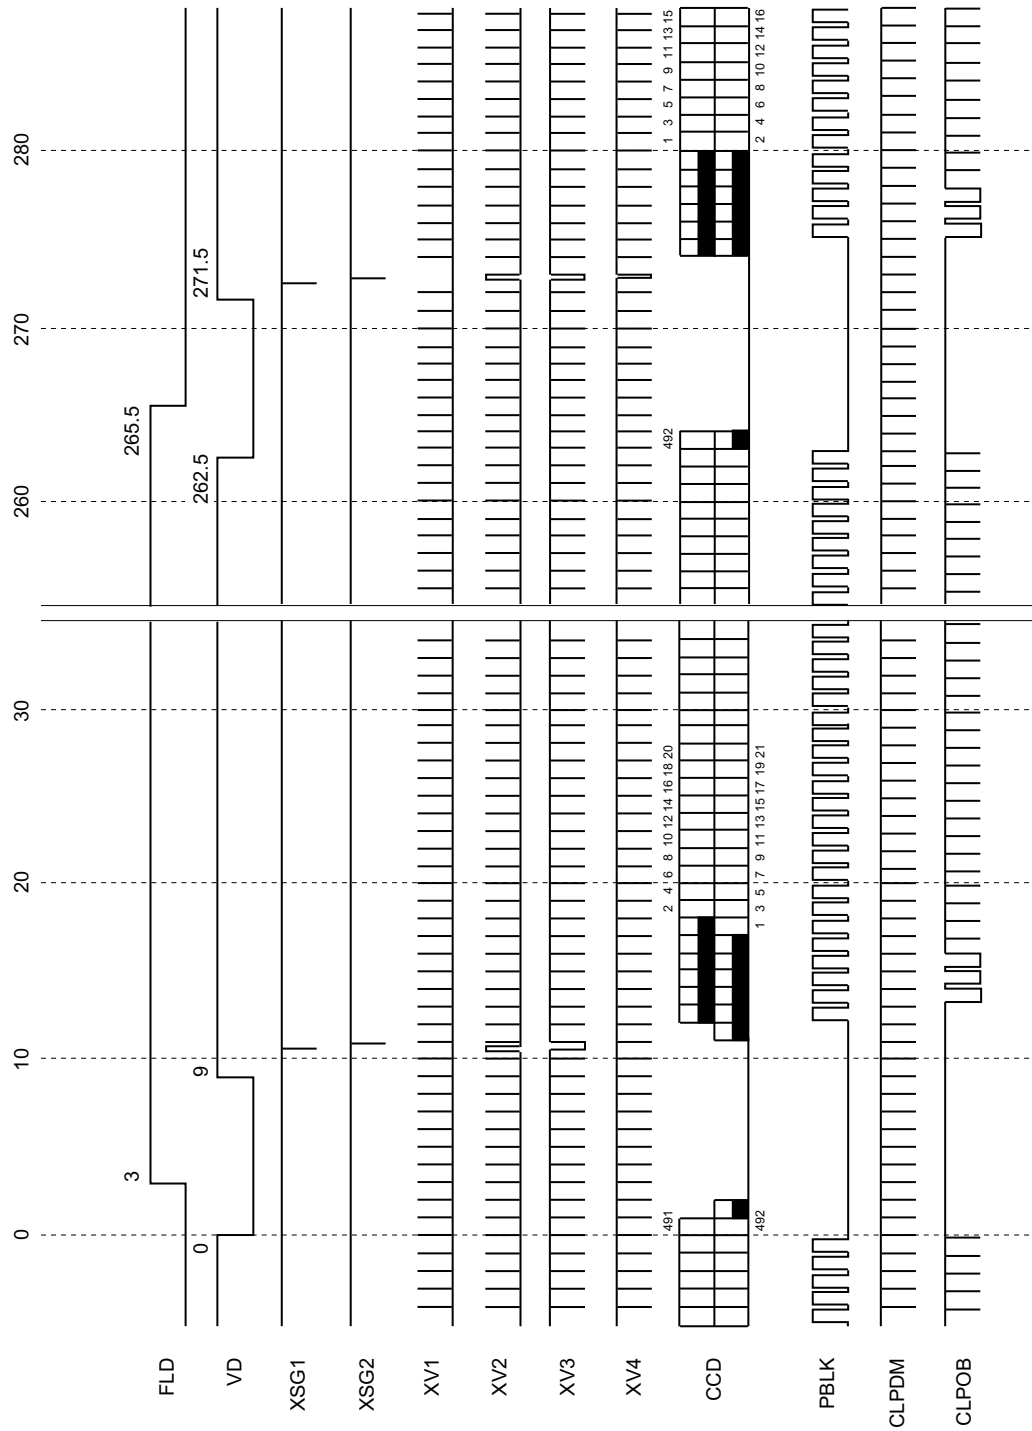 0 10 20 30 260 270 280
3 265.5
FLD
0 9 262.5 271.5
VD
XSG1
XSG2
XV1
XV2
XV3
XV4
491 2 4 6 8 10 12 14 16 18 20 492 1 3 5 7 9 11 13 15
CCD
492 1 3 5 7 9 11 13 15 17 19 21 2 4 6 8 10 12 14 16
PBLK
CLPDM
CLPOB